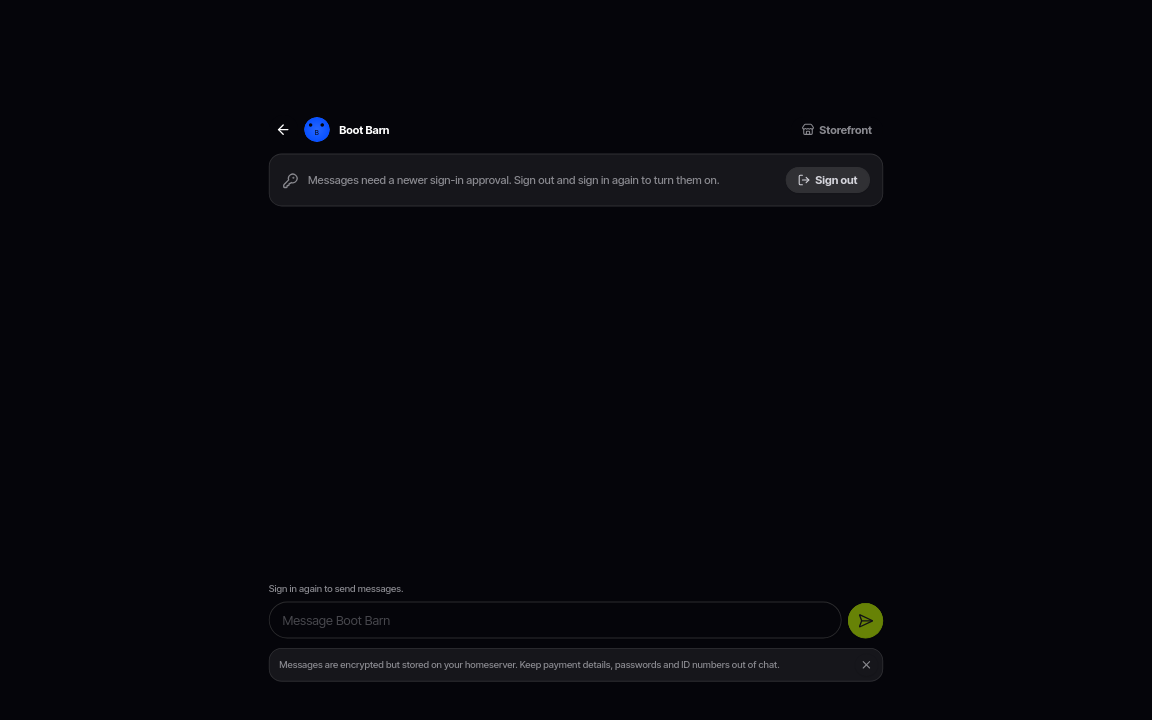 Boot Barn
Storefront
Messages need a newer sign-in approval. Sign out and sign in again to turn them on.
Sign out
Sign in again to send messages.
Message Boot Barn
Messages are encrypted but stored on your homeserver. Keep payment details, passwords and ID numbers out of chat.